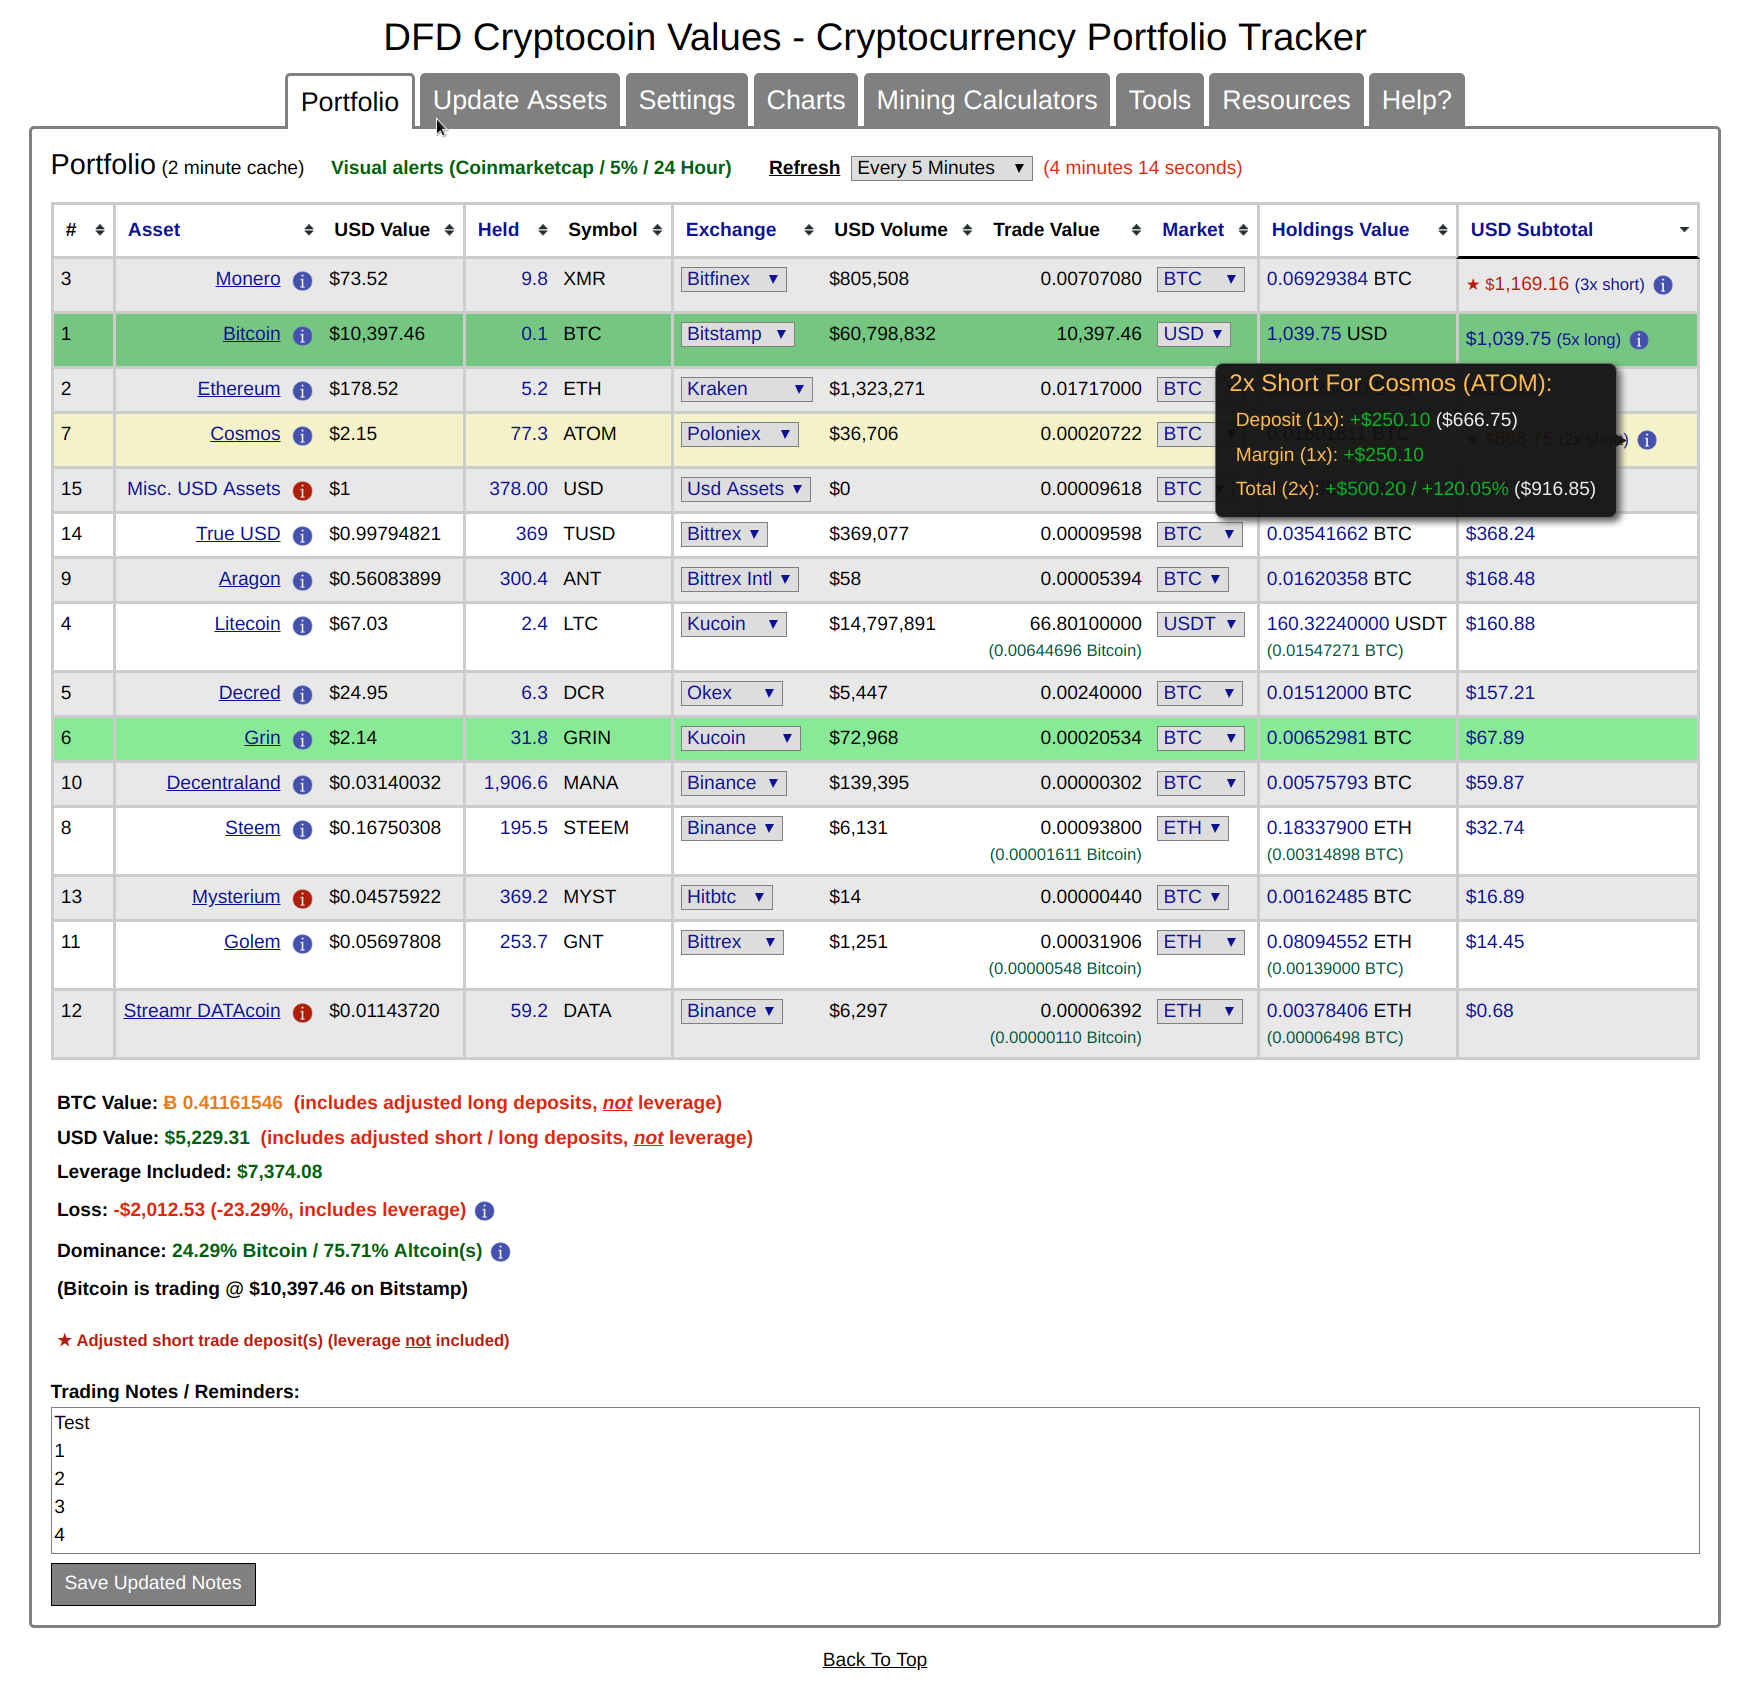 DFD Cryptocoin Values - Cryptocurrency Portfolio Tracker
Portfolio Update Assets Settings Charts Mining Calculators Tools Resources Help?
Portfolio (2 minute cache) Visual alerts (Coinmarketcap / 5% / 24 Hour) Refresh Every 5 Minutes (4 minutes 14 seconds)
# Asset USD Value Held Symbol Exchange USD Volume Trade Value Market Holdings Value USD Subtotal
3 Monero $73.52 9.8 XMR Bitfinex $805,508 0.00707080 BTC 0.06929384 BTC ★ $1,169.16 (3x short)
1 Bitcoin $10,397.46 0.1 BTC Bitstamp $60,798,832 10,397.46 USD 1,039.75 USD $1,039.75 (5x long)
2 Ethereum $178.52 5.2 ETH Kraken $1,323,271 0.01717000 BTC
7 Cosmos $2.15 77.3 ATOM Poloniex $36,706 0.00020722 BTC 0.01601811 BTC ★ $666.75 (2x short)
2x Short For Cosmos (ATOM):
Deposit (1x): +$250.10 ($666.75)
Margin (1x): +$250.10
Total (2x): +$500.20 / +120.05% ($916.85)
15 Misc. USD Assets $1 378.00 USD Usd Assets $0 0.00009618 BTC
14 True USD $0.99794821 369 TUSD Bittrex $369,077 0.00009598 BTC 0.03541662 BTC $368.24
9 Aragon $0.56083899 300.4 ANT Bittrex Intl $58 0.00005394 BTC 0.01620358 BTC $168.48
4 Litecoin $67.03 2.4 LTC Kucoin $14,797,891 66.80100000 USDT 160.32240000 USDT $160.88
(0.00644696 Bitcoin) (0.01547271 BTC)
5 Decred $24.95 6.3 DCR Okex $5,447 0.00240000 BTC 0.01512000 BTC $157.21
6 Grin $2.14 31.8 GRIN Kucoin $72,968 0.00020534 BTC 0.00652981 BTC $67.89
10 Decentraland $0.03140032 1,906.6 MANA Binance $139,395 0.00000302 BTC 0.00575793 BTC $59.87
8 Steem $0.16750308 195.5 STEEM Binance $6,131 0.00093800 ETH 0.18337900 ETH $32.74
(0.00001611 Bitcoin) (0.00314898 BTC)
13 Mysterium $0.04575922 369.2 MYST Hitbtc $14 0.00000440 BTC 0.00162485 BTC $16.89
11 Golem $0.05697808 253.7 GNT Bittrex $1,251 0.00031906 ETH 0.08094552 ETH $14.45
(0.00000548 Bitcoin) (0.00139000 BTC)
12 Streamr DATAcoin $0.01143720 59.2 DATA Binance $6,297 0.00006392 ETH 0.00378406 ETH $0.68
(0.00000110 Bitcoin) (0.00006498 BTC)
BTC Value: Ƀ 0.41161546 (includes adjusted long deposits, not leverage)
USD Value: $5,229.31 (includes adjusted short / long deposits, not leverage)
Leverage Included: $7,374.08
Loss: -$2,012.53 (-23.29%, includes leverage)
Dominance: 24.29% Bitcoin / 75.71% Altcoin(s)
(Bitcoin is trading @ $10,397.46 on Bitstamp)
★ Adjusted short trade deposit(s) (leverage not included)
Trading Notes / Reminders:
Test
1
2
3
4
Save Updated Notes
Back To Top